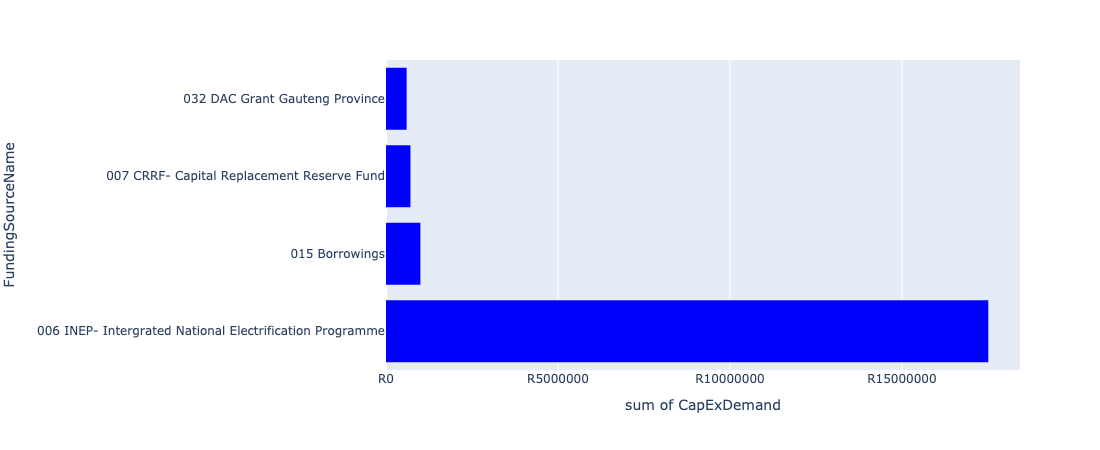 FundingSourceName
032 DAC Grant Gauteng Province
007 CRRF- Capital Replacement Reserve Fund
015 Borrowings
006 INEP- Intergrated National Electrification Programme
R0 R5000000 R10000000 R15000000
sum of CapExDemand